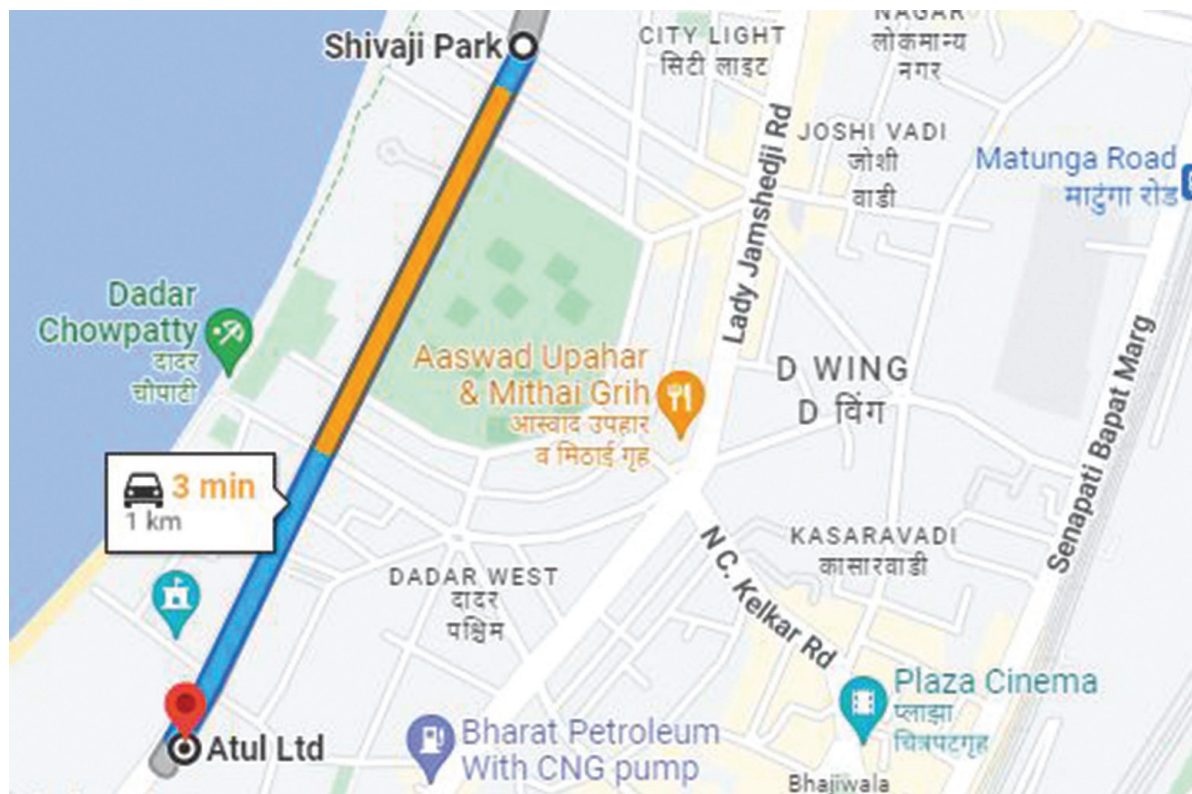 Shivaji Park
CITY LIGHT
सिटी लाइट
NAGAR
लोकमान्य
नगर
Lady Jamshedji Rd
JOSHI VADI
जोशी
वाडी
Matunga Road
माटुंगा रोड
Dadar
Chowpatty
दादर
चोपाटी
Aaswad Upahar
& Mithai Grih
आस्वाद उपहार
व मिठाई गृह
D WING
D विंग
Senapati Bapat Marg
3 min
1 km
N C. Kelkar Rd
KASARAVADI
कासारवाडी
DADAR WEST
दादर
पश्चिम
Plaza Cinema
प्लाझा
चित्रपटगृह
Atul Ltd
Bharat Petroleum
With CNG pump
Bhajiwala